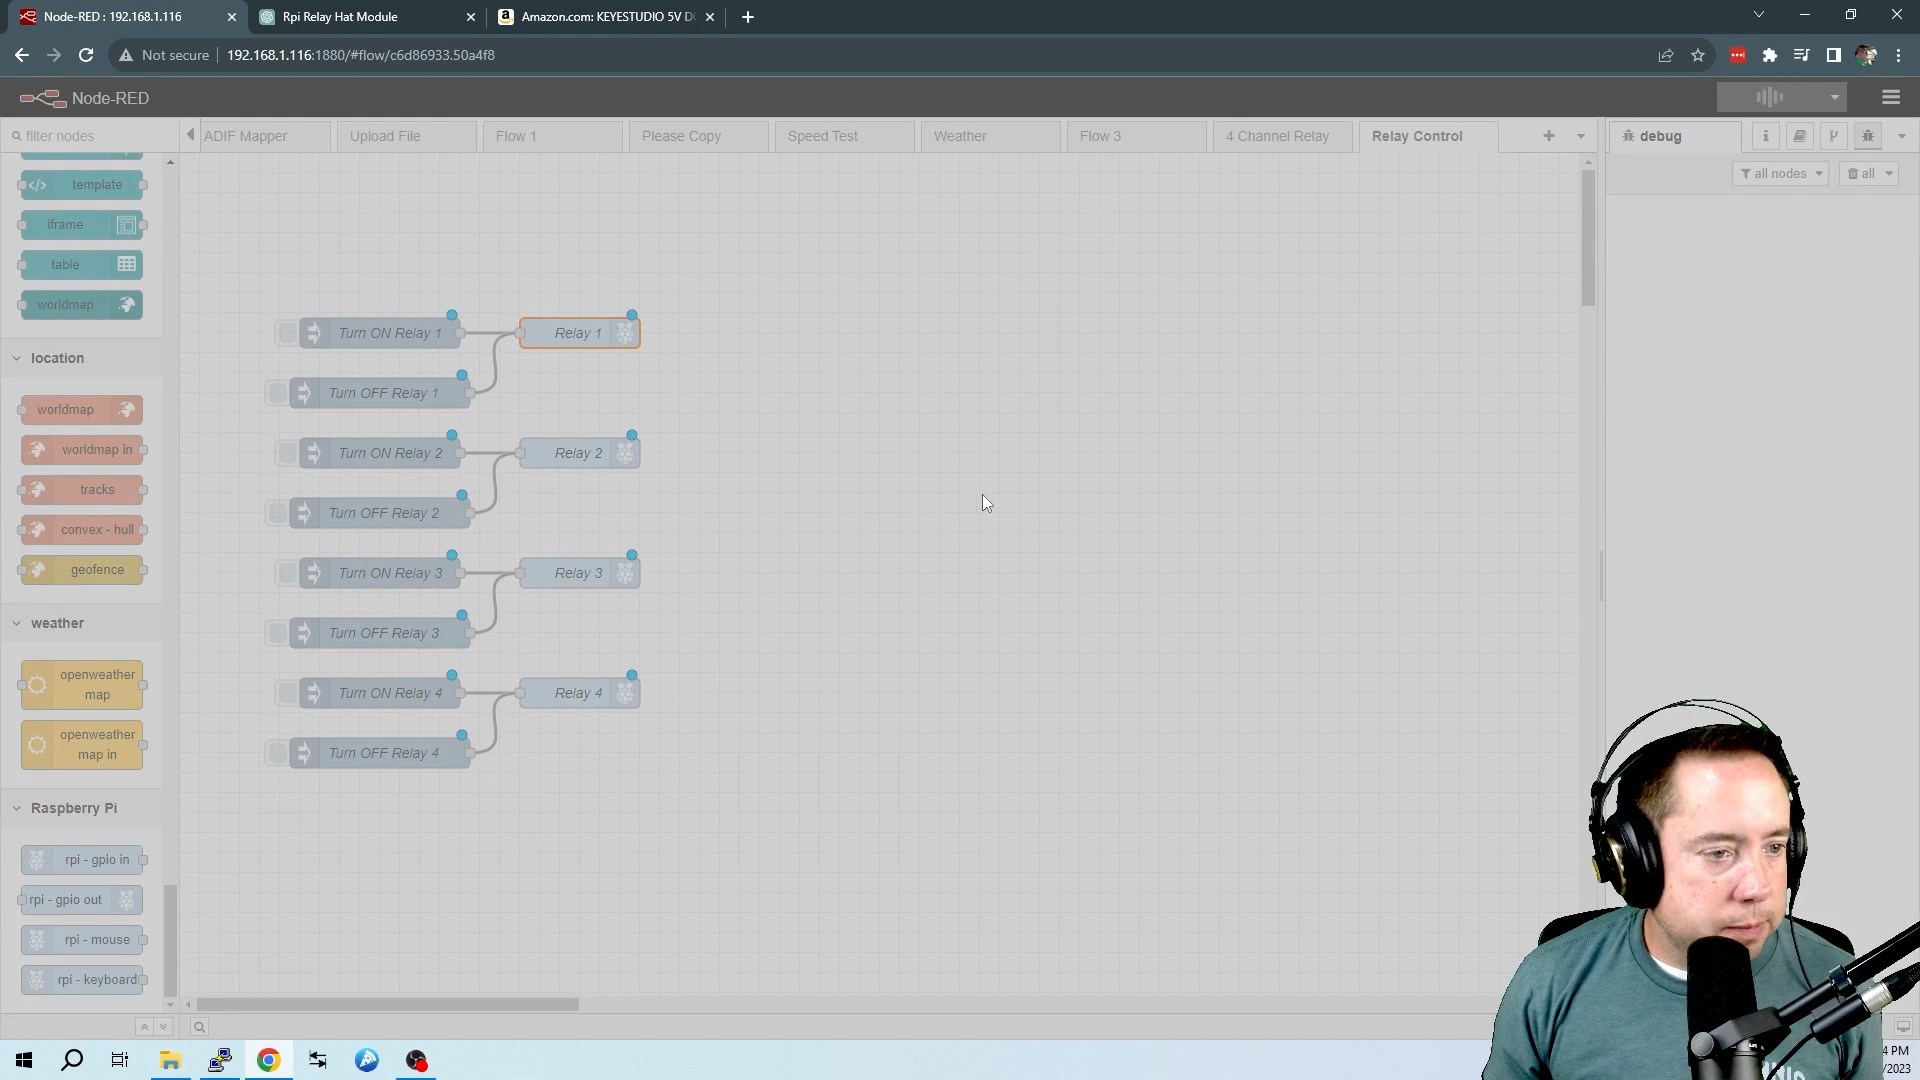 Node-RED : 192.168.1.116
Rpi Relay Hat Module
Amazon.com: KEYESTUDIO 5V D
Not secure
192.168.1.116:1880/#flow/c6d86933.50a4f8
Node-RED
filter nodes
ADIF Mapper
Upload File
Flow 1
Please Copy
Speed Test
Weather
Flow 3
4 Channel Relay
Relay Control
debug
all nodes
all
template
iframe
table
worldmap
location
worldmap
worldmap in
tracks
convex - hull
geofence
weather
openweather
map
openweather
map in
Raspberry Pi
rpi - gpio in
rpi - gpio out
rpi - mouse
rpi - keyboard
Turn ON Relay 1
Relay 1
Turn OFF Relay 1
Turn ON Relay 2
Relay 2
Turn OFF Relay 2
Turn ON Relay 3
Relay 3
Turn OFF Relay 3
Turn ON Relay 4
Relay 4
Turn OFF Relay 4
4 PM
/2023